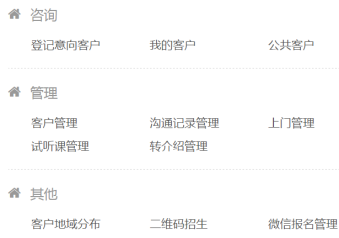 咨询
登记意向客户 我的客户 公共客户
管理
客户管理 沟通记录管理 上门管理
试听课管理 转介绍管理
其他
客户地域分布 二维码招生 微信报名管理